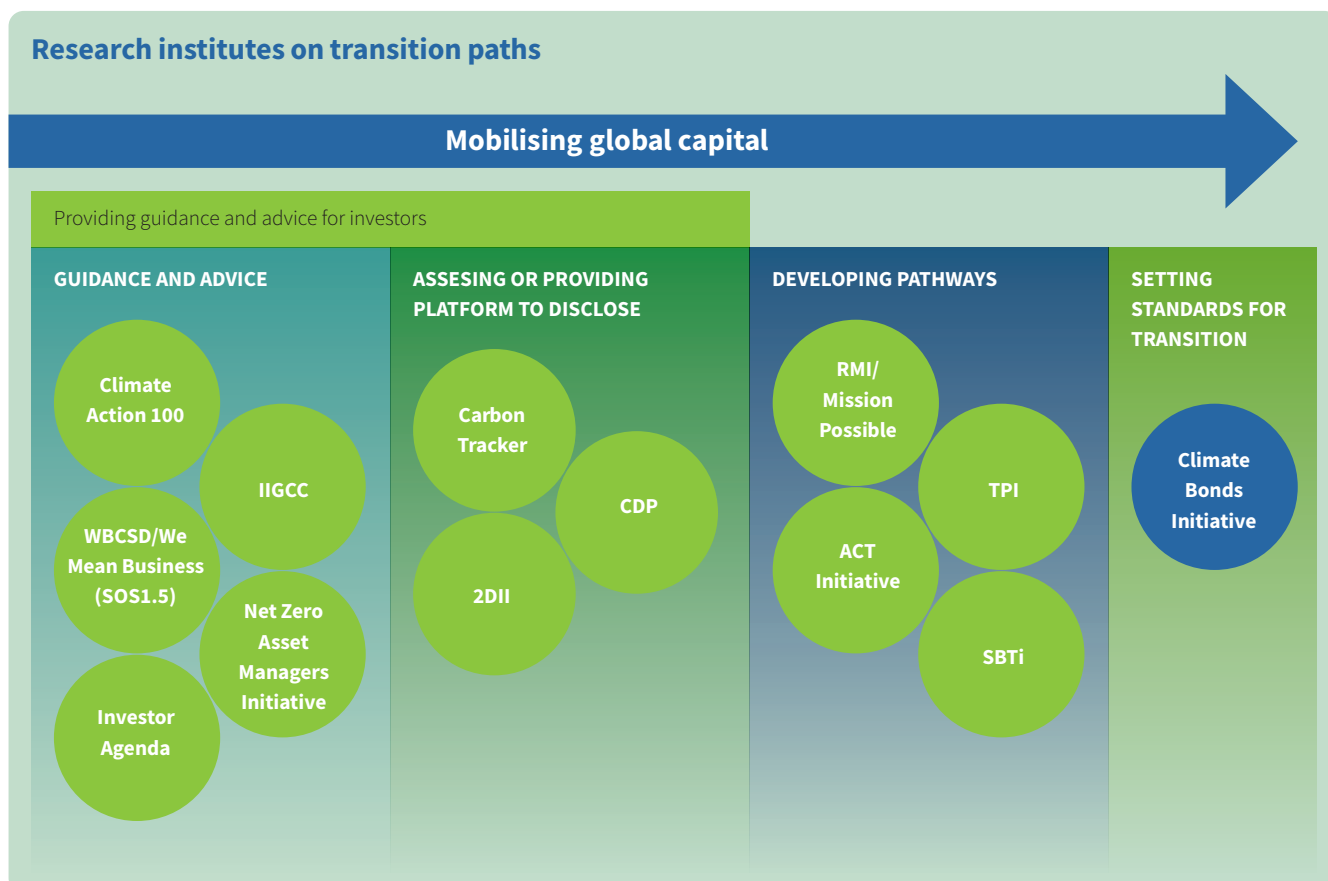 Research institutes on transition paths
Mobilising global capital
Providing guidance and advice for investors
GUIDANCE AND ADVICE
Climate
Action 100
IIGCC
WBCSD/We
Mean Business
(SOS1.5)
Net Zero
Asset
Managers
Initiative
Investor
Agenda
ASSESING OR PROVIDING
PLATFORM TO DISCLOSE
Carbon
Tracker
CDP
2DII
DEVELOPING PATHWAYS
RMI/
Mission
Possible
TPI
ACT
Initiative
SBTi
SETTING
STANDARDS FOR
TRANSITION
Climate
Bonds
Initiative